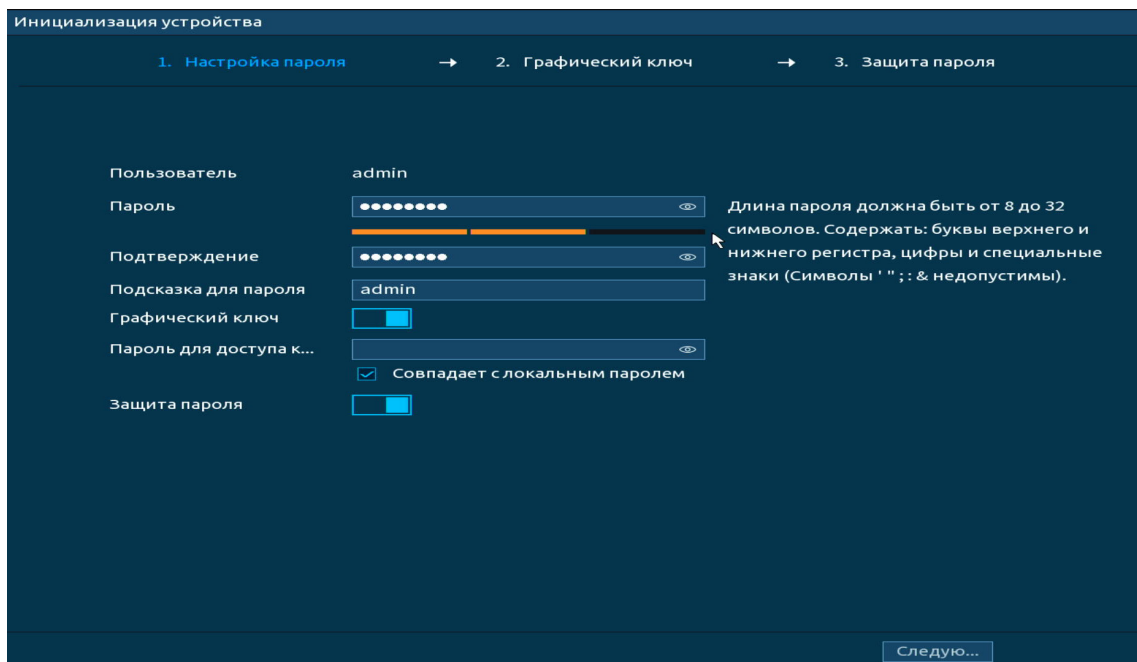 Инициализация устройства
1. Настройка пароля → 2. Графический ключ → 3. Защита пароля
Пользователь admin
Пароль ●●●●●●●●
Длина пароля должна быть от 8 до 32
символов. Содержать: буквы верхнего и
нижнего регистра, цифры и специальные
знаки (Символы ' " ; : & недопустимы).
Подтверждение ●●●●●●●●
Подсказка для пароля admin
Графический ключ
Пароль для доступа к...
Совпадает с локальным паролем
Защита пароля
Следую...